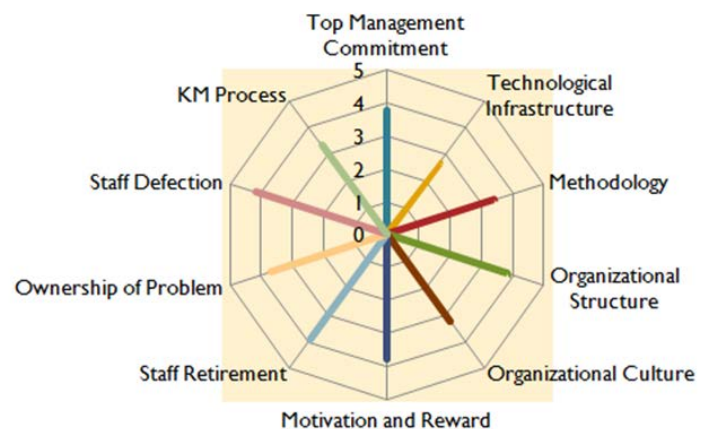 Top Management
Commitment
Technological
Infrastructure
Methodology
Organizational
Structure
Organizational Culture
Motivation and Reward
Staff Retirement
Ownership of Problem
Staff Defection
KM Process
5
4
3
2
1
0